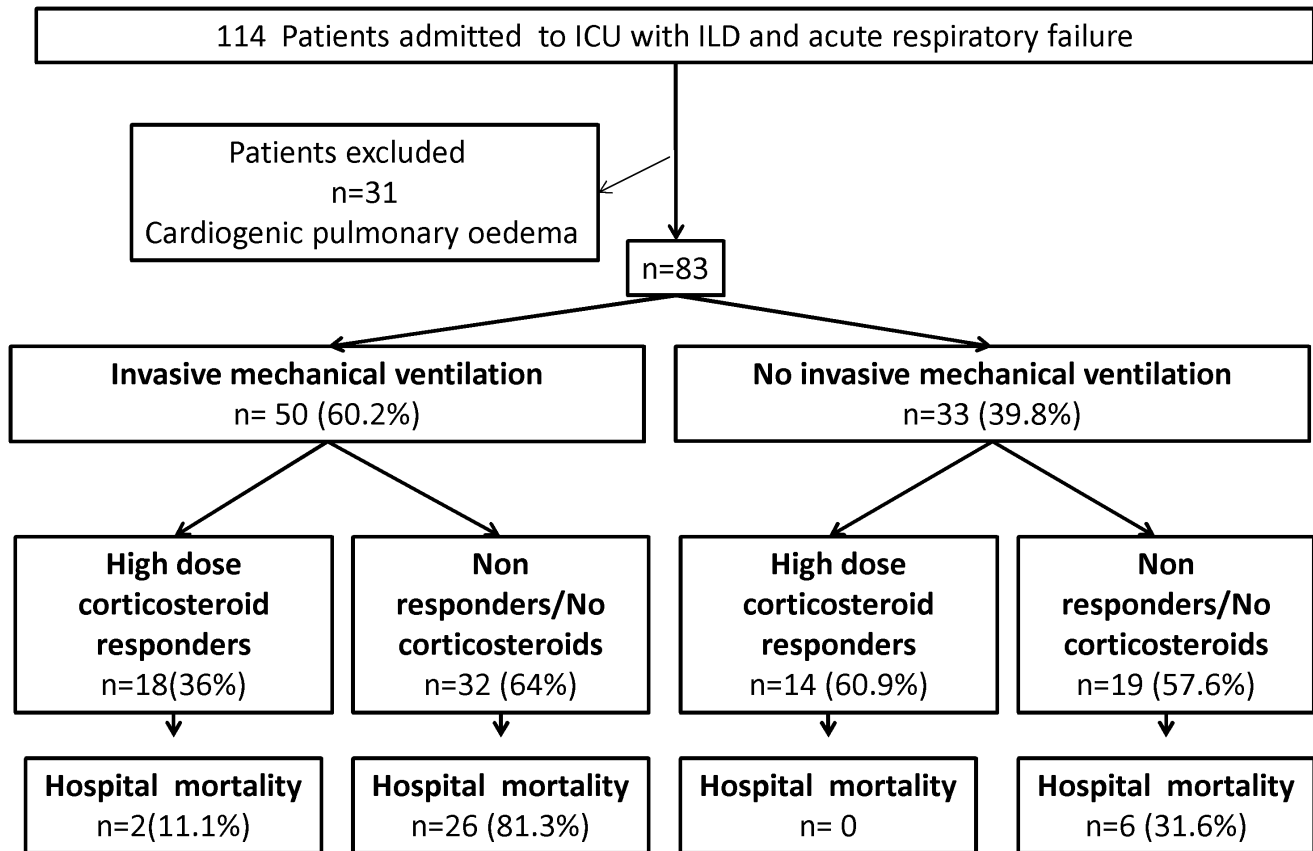 114 Patients admitted to ICU with ILD and acute respiratory failure
Patients excluded
n=31
Cardiogenic pulmonary oedema
n=83
Invasive mechanical ventilation
n= 50 (60.2%)
No invasive mechanical ventilation
n=33 (39.8%)
High dose
corticosteroid
responders
n=18(36%)
Non
responders/No
corticosteroids
n=32 (64%)
High dose
corticosteroid
responders
n=14 (60.9%)
Non
responders/No
corticosteroids
n=19 (57.6%)
Hospital mortality
n=2(11.1%)
Hospital mortality
n=26 (81.3%)
Hospital mortality
n= 0
Hospital mortality
n=6 (31.6%)